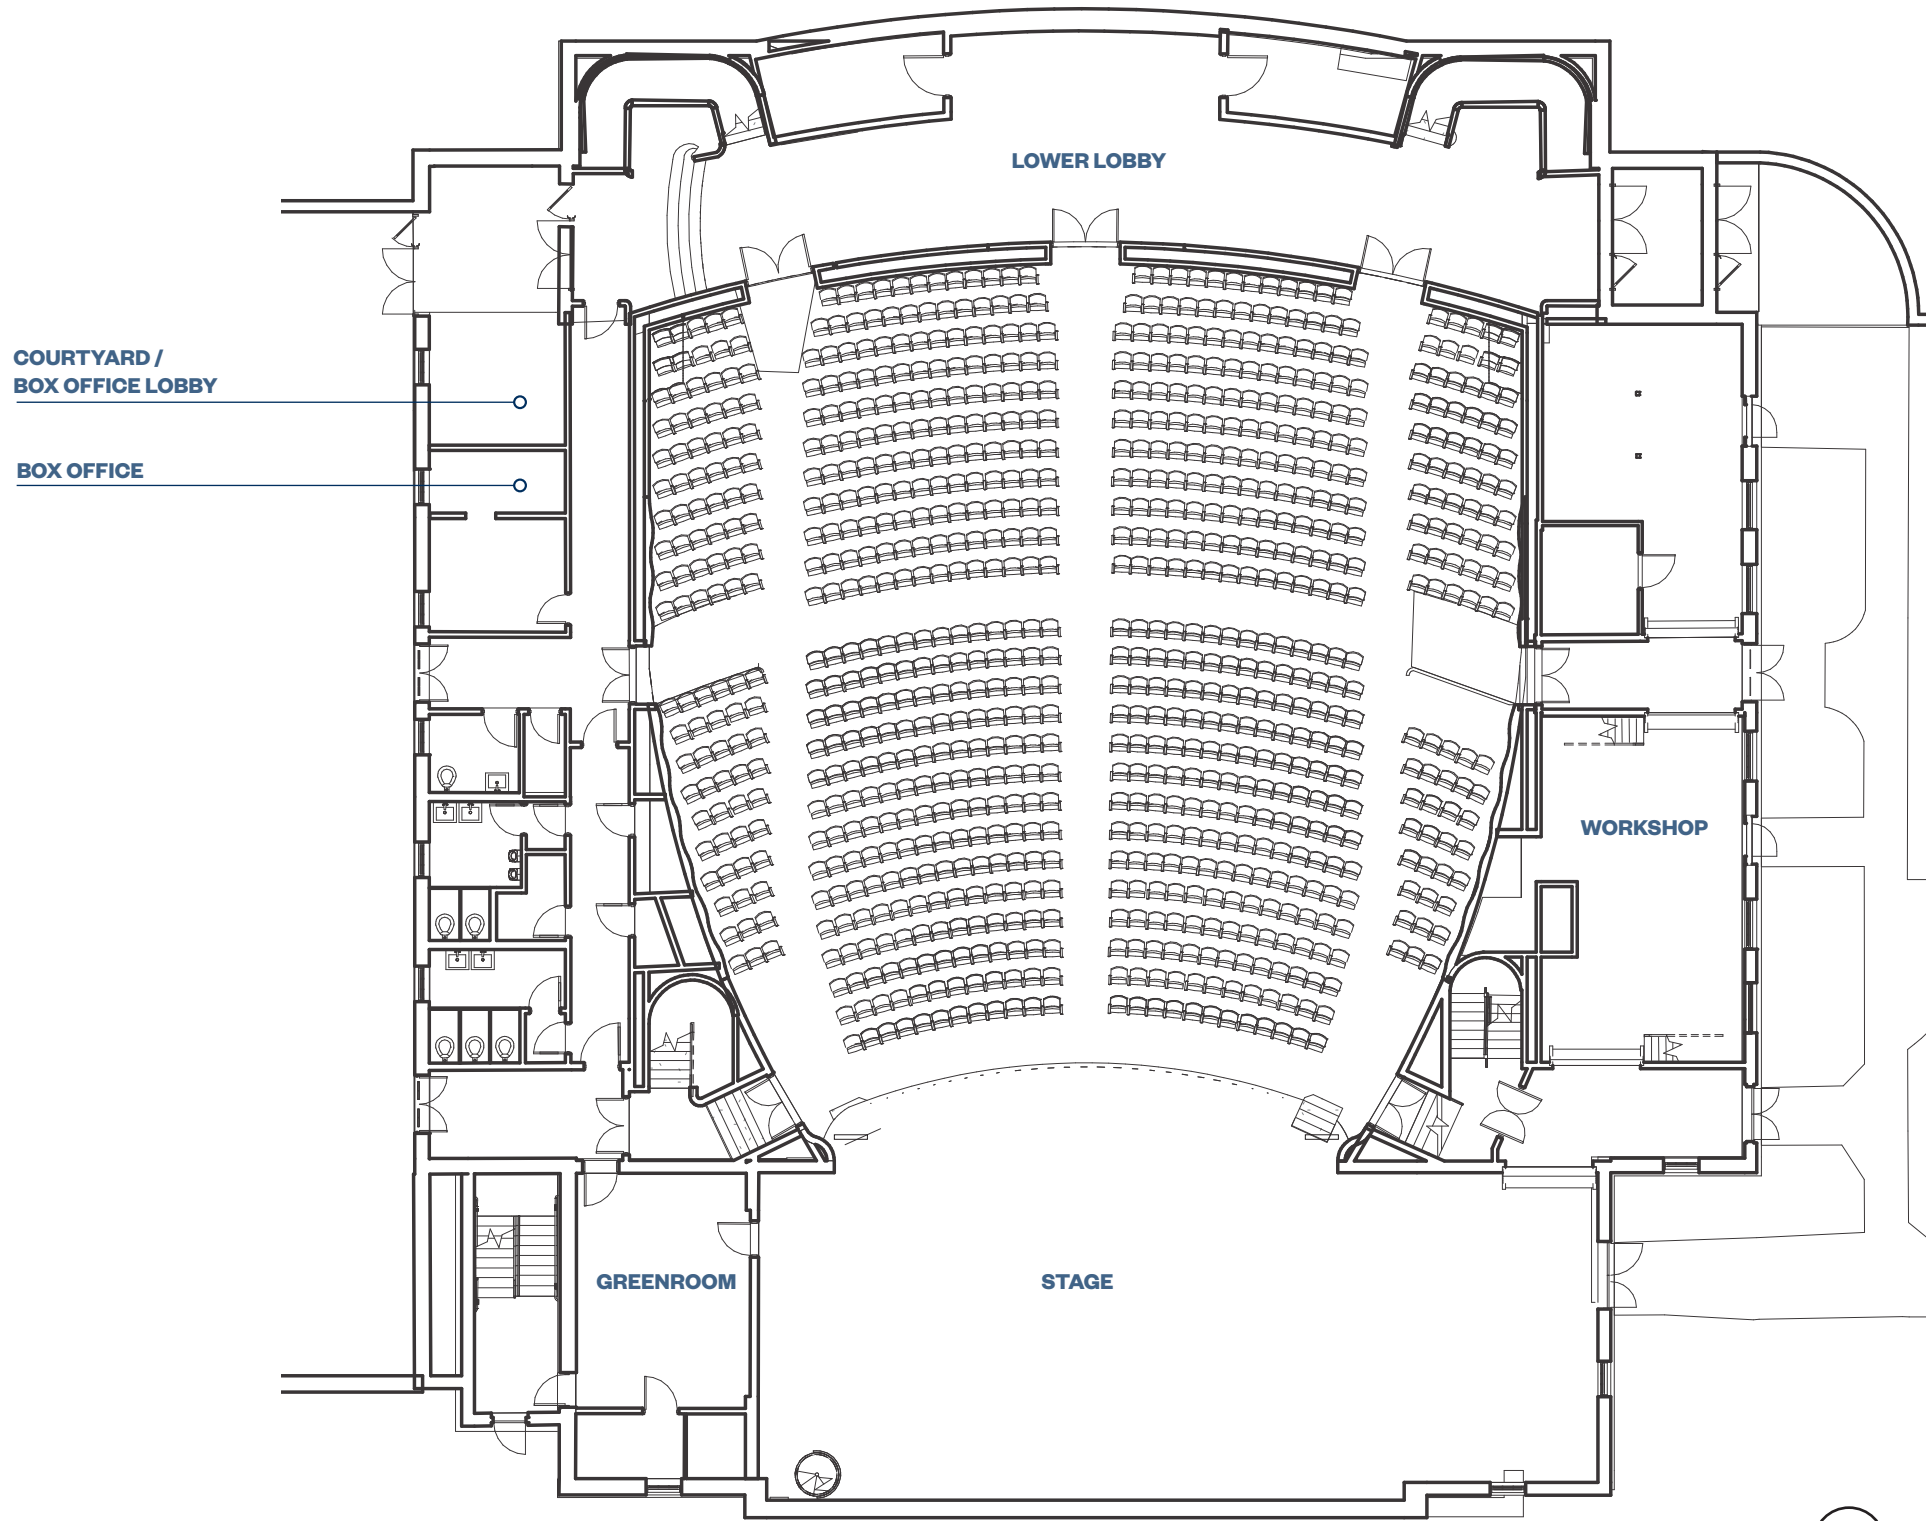 LOWER LOBBY
COURTYARD /
BOX OFFICE LOBBY
BOX OFFICE
WORKSHOP
GREENROOM
STAGE